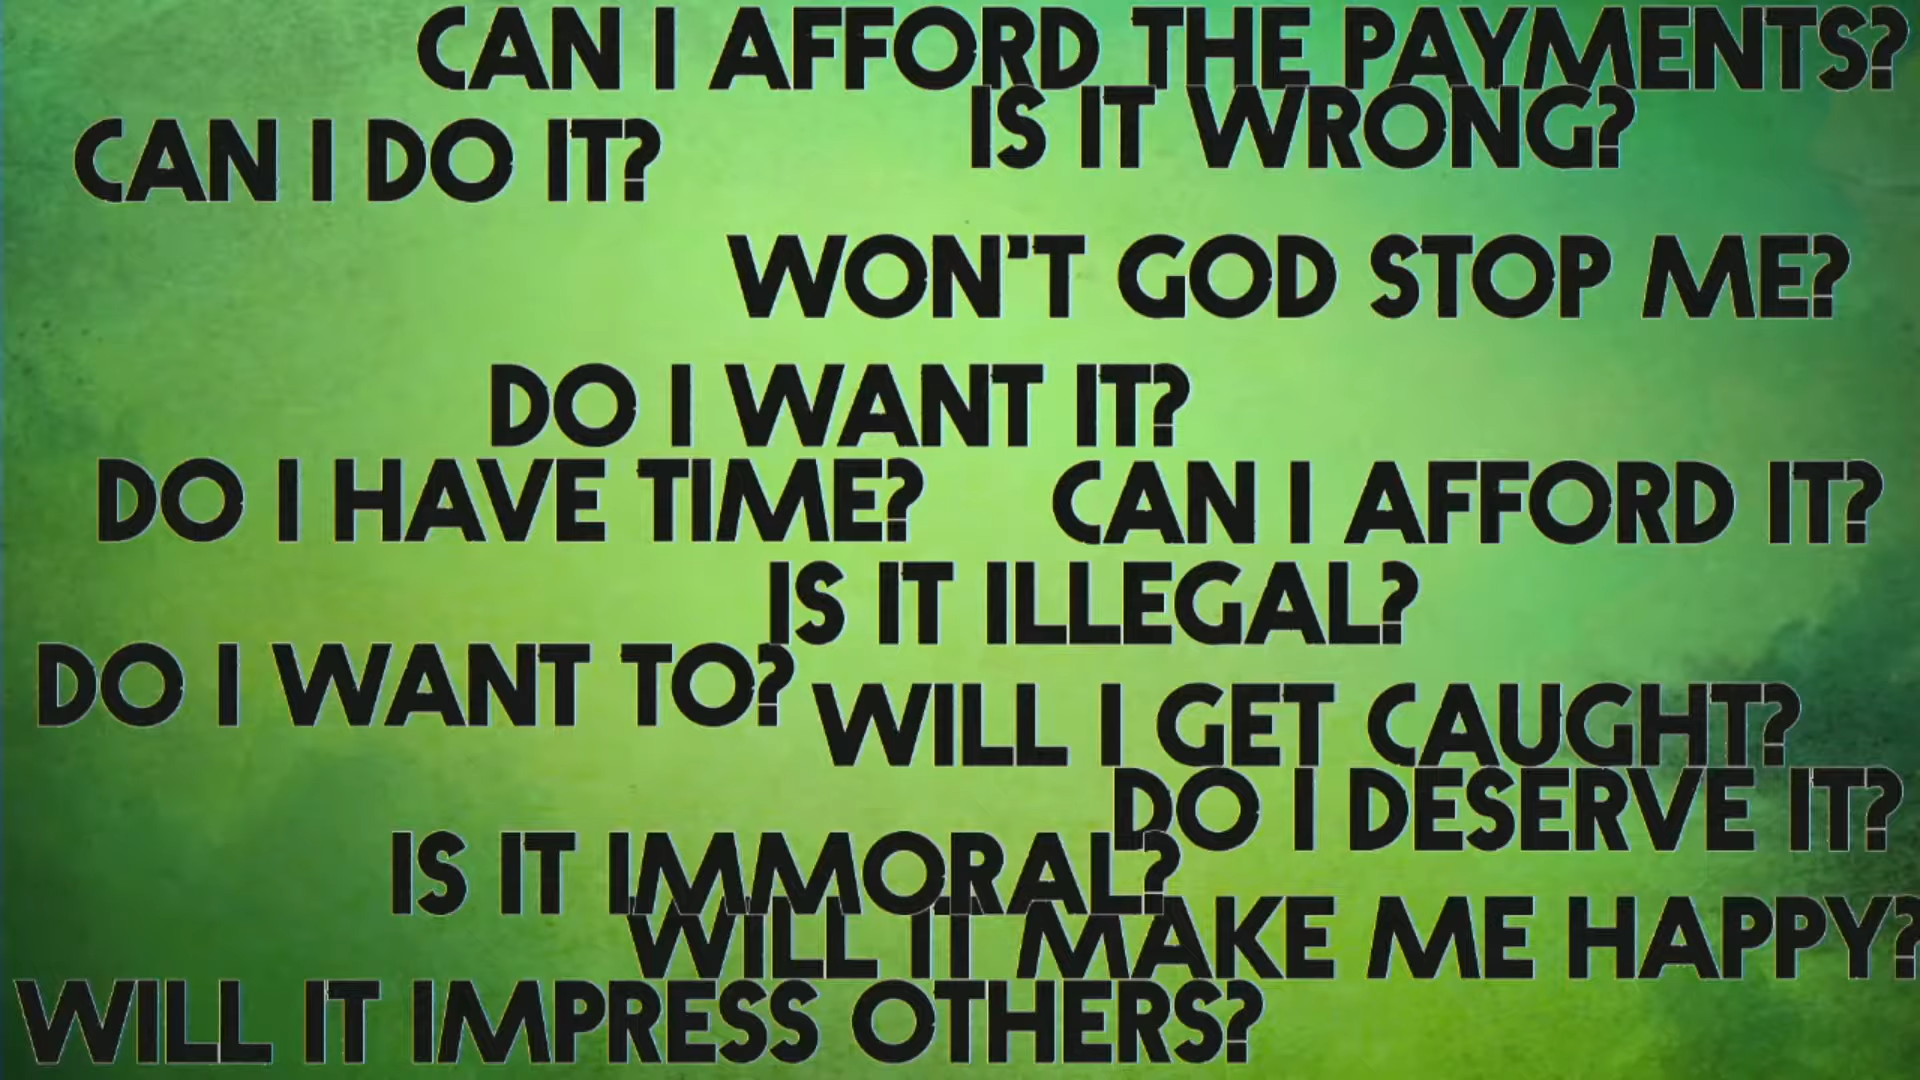 CAN I AFFORD THE PAYMENTS?
IS IT WRONG?
CAN I DO IT?
WON'T GOD STOP ME?
DO I WANT IT?
DO I HAVE TIME?
CAN I AFFORD IT?
IS IT ILLEGAL?
DO I WANT TO?
WILL I GET CAUGHT?
DO I DESERVE IT?
IS IT IMMORAL?
WILL IT MAKE ME HAPPY?
WILL IT IMPRESS OTHERS?